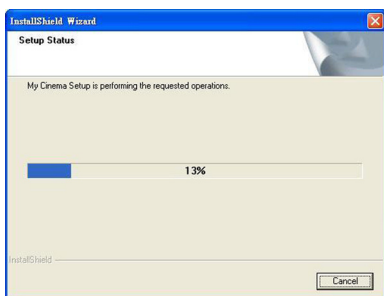 InstallShield Wizard
Setup Status
My Cinema Setup is performing the requested operations.
13%
InstallShield
Cancel